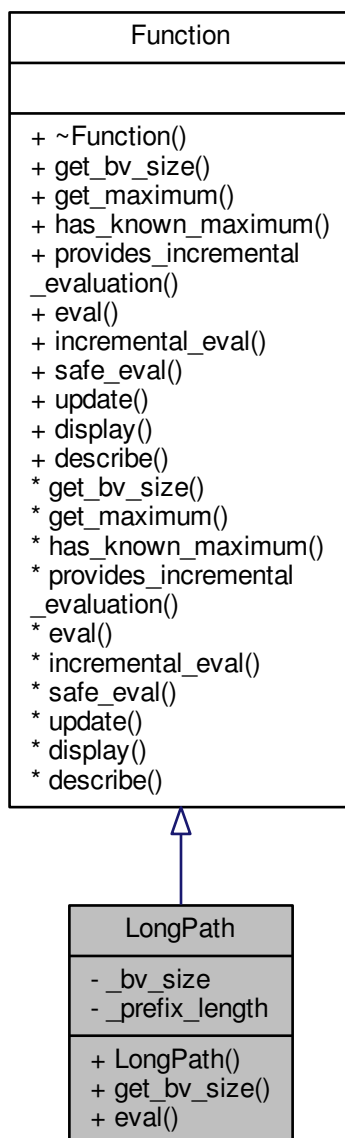 Function
+ ~Function()
+ get_bv_size()
+ get_maximum()
+ has_known_maximum()
+ provides_incremental
_evaluation()
+ eval()
+ incremental_eval()
+ safe_eval()
+ update()
+ display()
+ describe()
* get_bv_size()
* get_maximum()
* has_known_maximum()
* provides_incremental
_evaluation()
* eval()
* incremental_eval()
* safe_eval()
* update()
* display()
* describe()
LongPath
- _bv_size
- _prefix_length
+ LongPath()
+ get_bv_size()
+ eval()